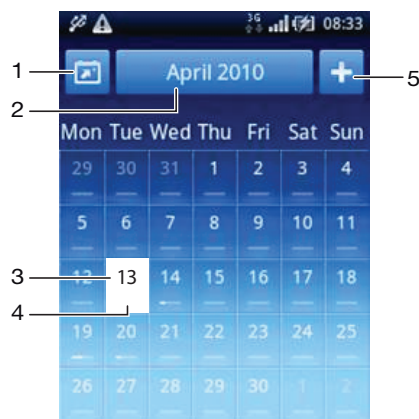 3G 08:33
1 April 2010 5
2
Mon Tue Wed Thu Fri Sat Sun
29 30 31 1 2 3 4
5 6 7 8 9 10 11
3 12 13 14 15 16 17 18
4
19 20 21 22 23 24 25
26 27 28 29 30 1 2